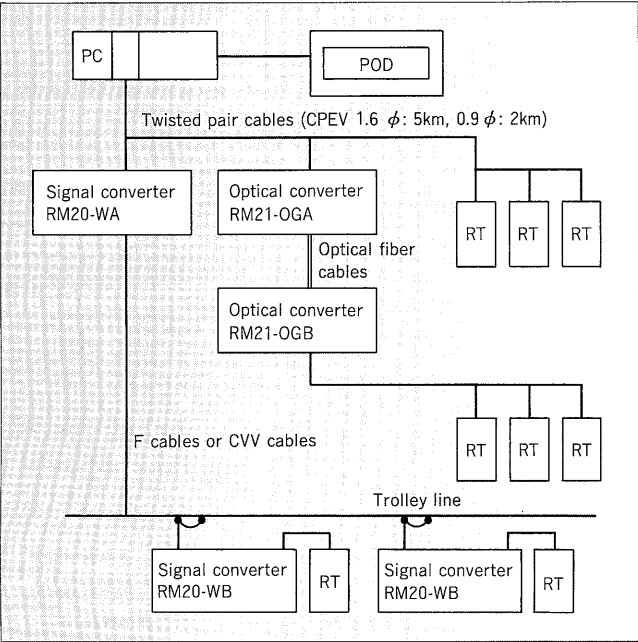 PC
POD
Twisted pair cables (CPEV 1.6 ϕ: 5km, 0.9 ϕ: 2km)
Signal converter
RM20-WA
Optical converter
RM21-OGA
RT
RT
RT
Optical fiber
cables
Optical converter
RM21-OGB
F cables or CVV cables
RT
RT
RT
Trolley line
Signal converter
RM20-WB
RT
Signal converter
RM20-WB
RT